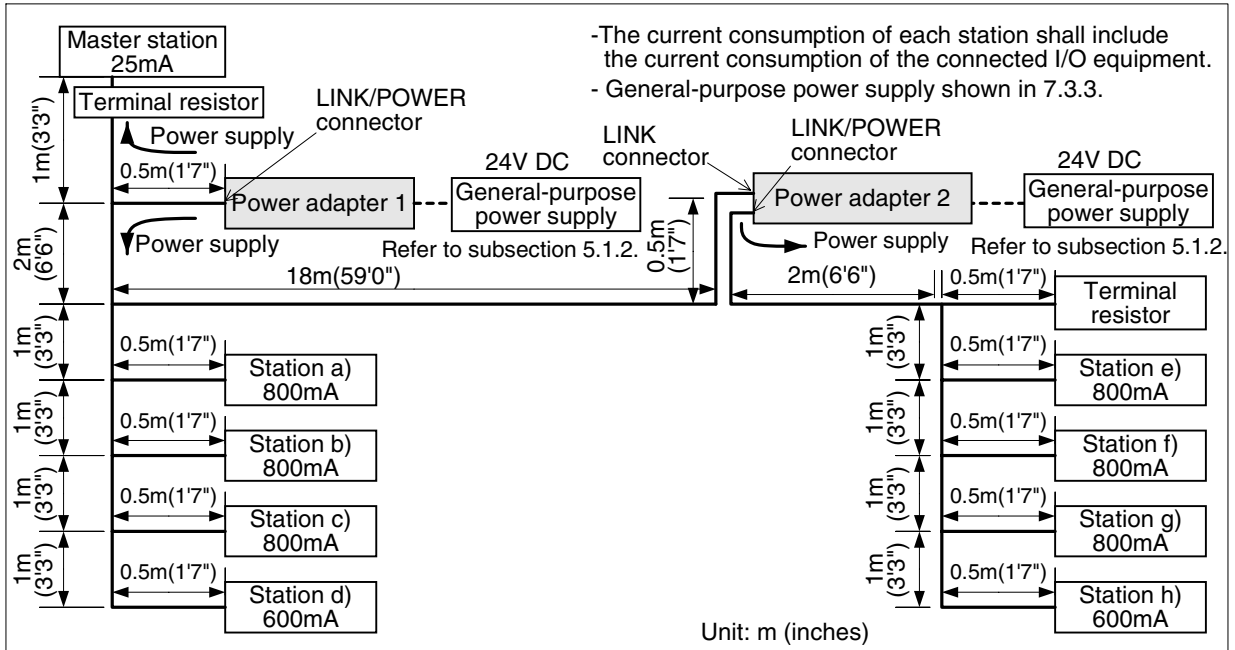 Master station
25mA
-The current consumption of each station shall include
the current consumption of the connected I/O equipment.
- General-purpose power supply shown in 7.3.3.
1m(3'3")
Terminal resistor
LINK/POWER
connector
Power supply
0.5m(1'7")
Power adapter 1
24V DC
General-purpose
power supply
LINK
connector
LINK/POWER
connector
Power adapter 2
24V DC
General-purpose
power supply
2m
(6'6")
Power supply
Refer to subsection 5.1.2.
0.5m
(1'7")
Power supply
Refer to subsection 5.1.2.
18m(59'0")
2m(6'6")
0.5m(1'7")
Terminal
resistor
1m
(3'3")
0.5m(1'7")
Station a)
800mA
1m
(3'3")
0.5m(1'7")
Station b)
800mA
1m
(3'3")
0.5m(1'7")
Station c)
800mA
1m
(3'3")
0.5m(1'7")
Station d)
600mA
1m
(3'3")
0.5m(1'7")
Station e)
800mA
1m
(3'3")
0.5m(1'7")
Station f)
800mA
1m
(3'3")
0.5m(1'7")
Station g)
800mA
1m
(3'3")
0.5m(1'7")
Station h)
600mA
Unit: m (inches)